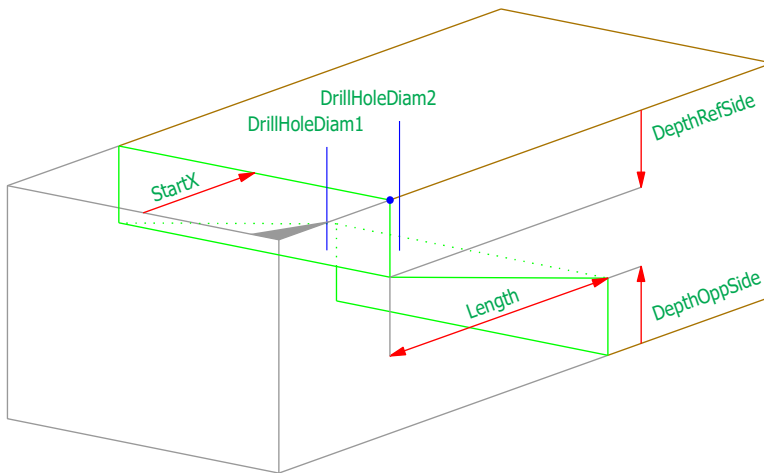 DrillHoleDiam2
DrillHoleDiam1
DepthRefSide
StartX
Length
DepthOppSide